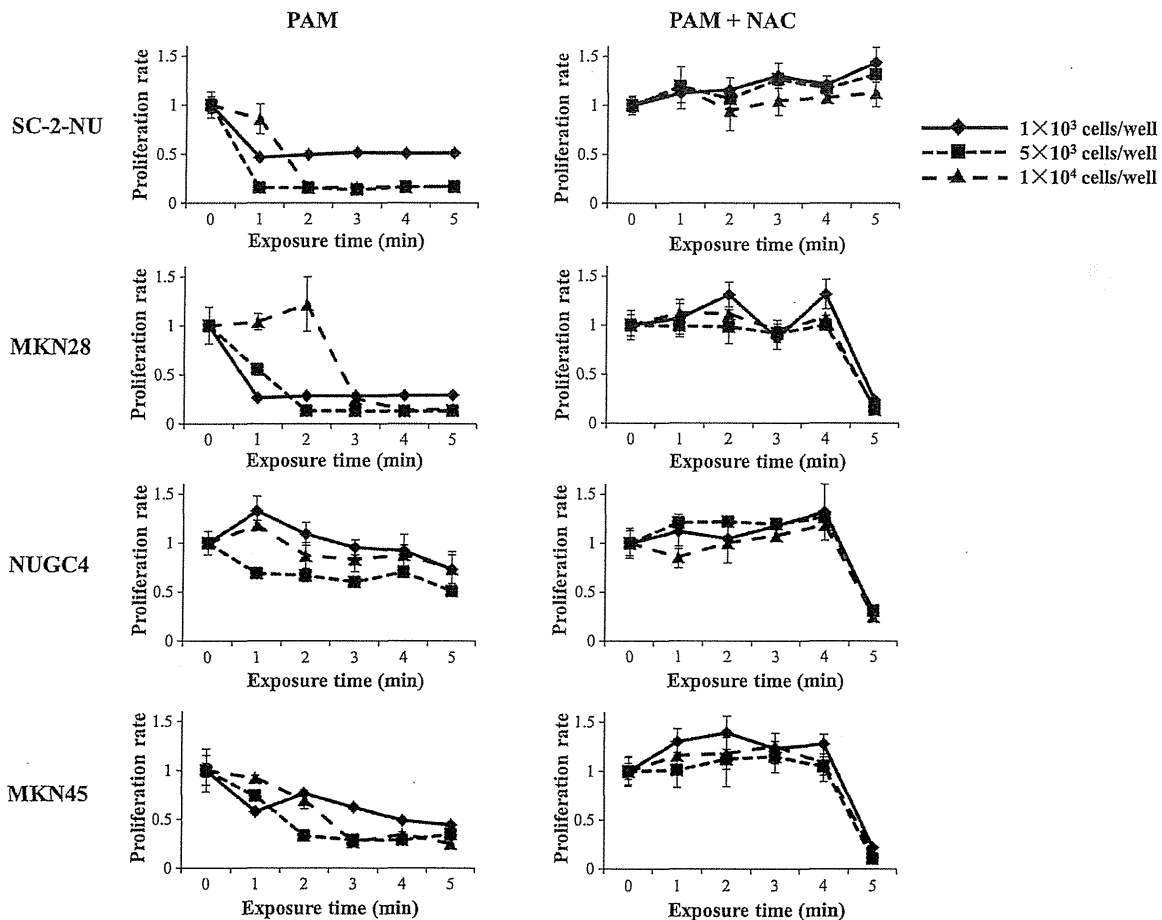 PAM
PAM + NAC
SC-2-NU
Proliferation rate
1.5
1
0.5
0
0 1 2 3 4 5
Exposure time (min)
Proliferation rate
1.5
1
0.5
0
0 1 2 3 4 5
Exposure time (min)
1×10³ cells/well
5×10³ cells/well
1×10⁴ cells/well
MKN28
Proliferation rate
1.5
1
0.5
0
0 1 2 3 4 5
Exposure time (min)
Proliferation rate
1.5
1
0.5
0
0 1 2 3 4 5
Exposure time (min)
NUGC4
Proliferation rate
1.5
1
0.5
0
0 1 2 3 4 5
Exposure time (min)
Proliferation rate
1.5
1
0.5
0
0 1 2 3 4 5
Exposure time (min)
MKN45
Proliferation rate
1.5
1
0.5
0
0 1 2 3 4 5
Exposure time (min)
Proliferation rate
1.5
1
0.5
0
0 1 2 3 4 5
Exposure time (min)